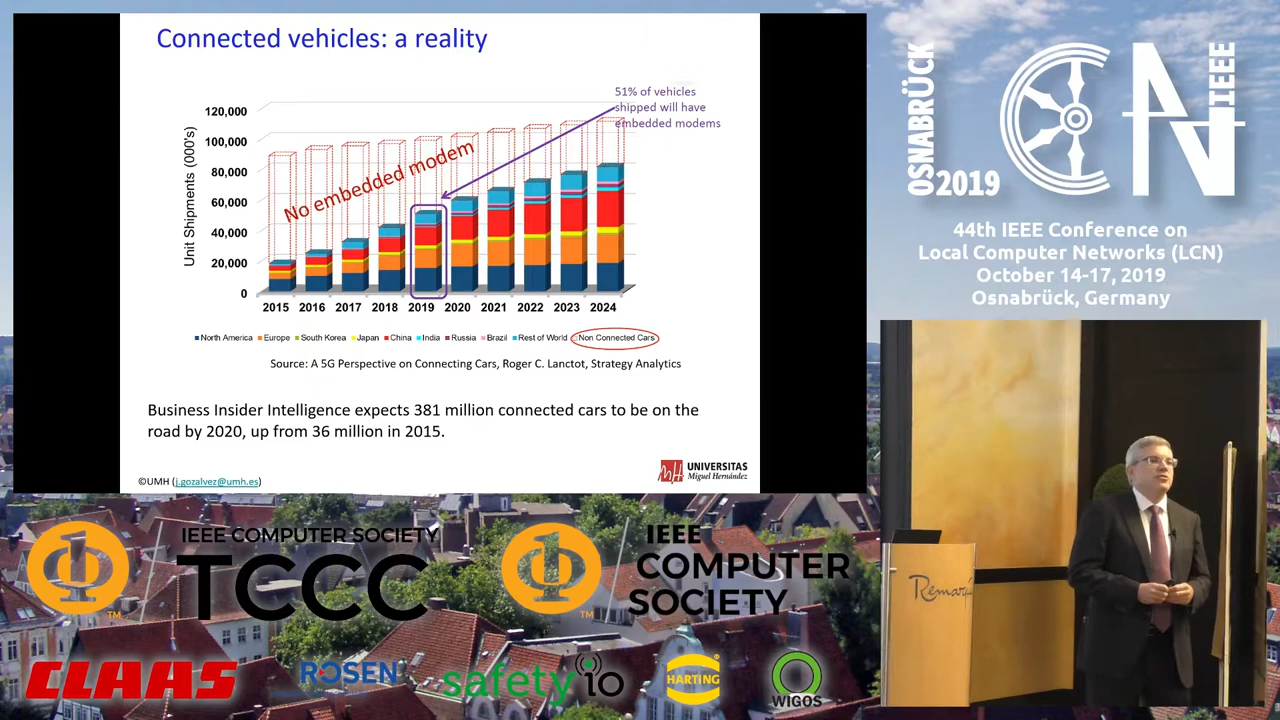 Connected vehicles: a reality
51% of vehicles
shipped will have
embedded modems
Unit Shipments (000's)
120,000
100,000
80,000
60,000
40,000
20,000
0
No embedded modem
2015 2016 2017 2018 2019 2020 2021 2022 2023 2024
North America Europe South Korea Japan China India Russia Brazil Rest of World Non Connected Cars
Source: A 5G Perspective on Connecting Cars, Roger C. Lanctot, Strategy Analytics
Business Insider Intelligence expects 381 million connected cars to be on the
road by 2020, up from 36 million in 2015.
©UMH (j.gozalvez@umh.es)
UNIVERSITAS
Miguel Hernández
OSNABRÜCK
2019
LCN
IEEE
44th IEEE Conference on
Local Computer Networks (LCN)
October 14-17, 2019
Osnabrück, Germany
Remarq
IEEE COMPUTER SOCIETY
TCCC
TM
IEEE
COMPUTER
SOCIETY
TM
CLAAS
ROSEN
safetyio
HARTING
WIGOS